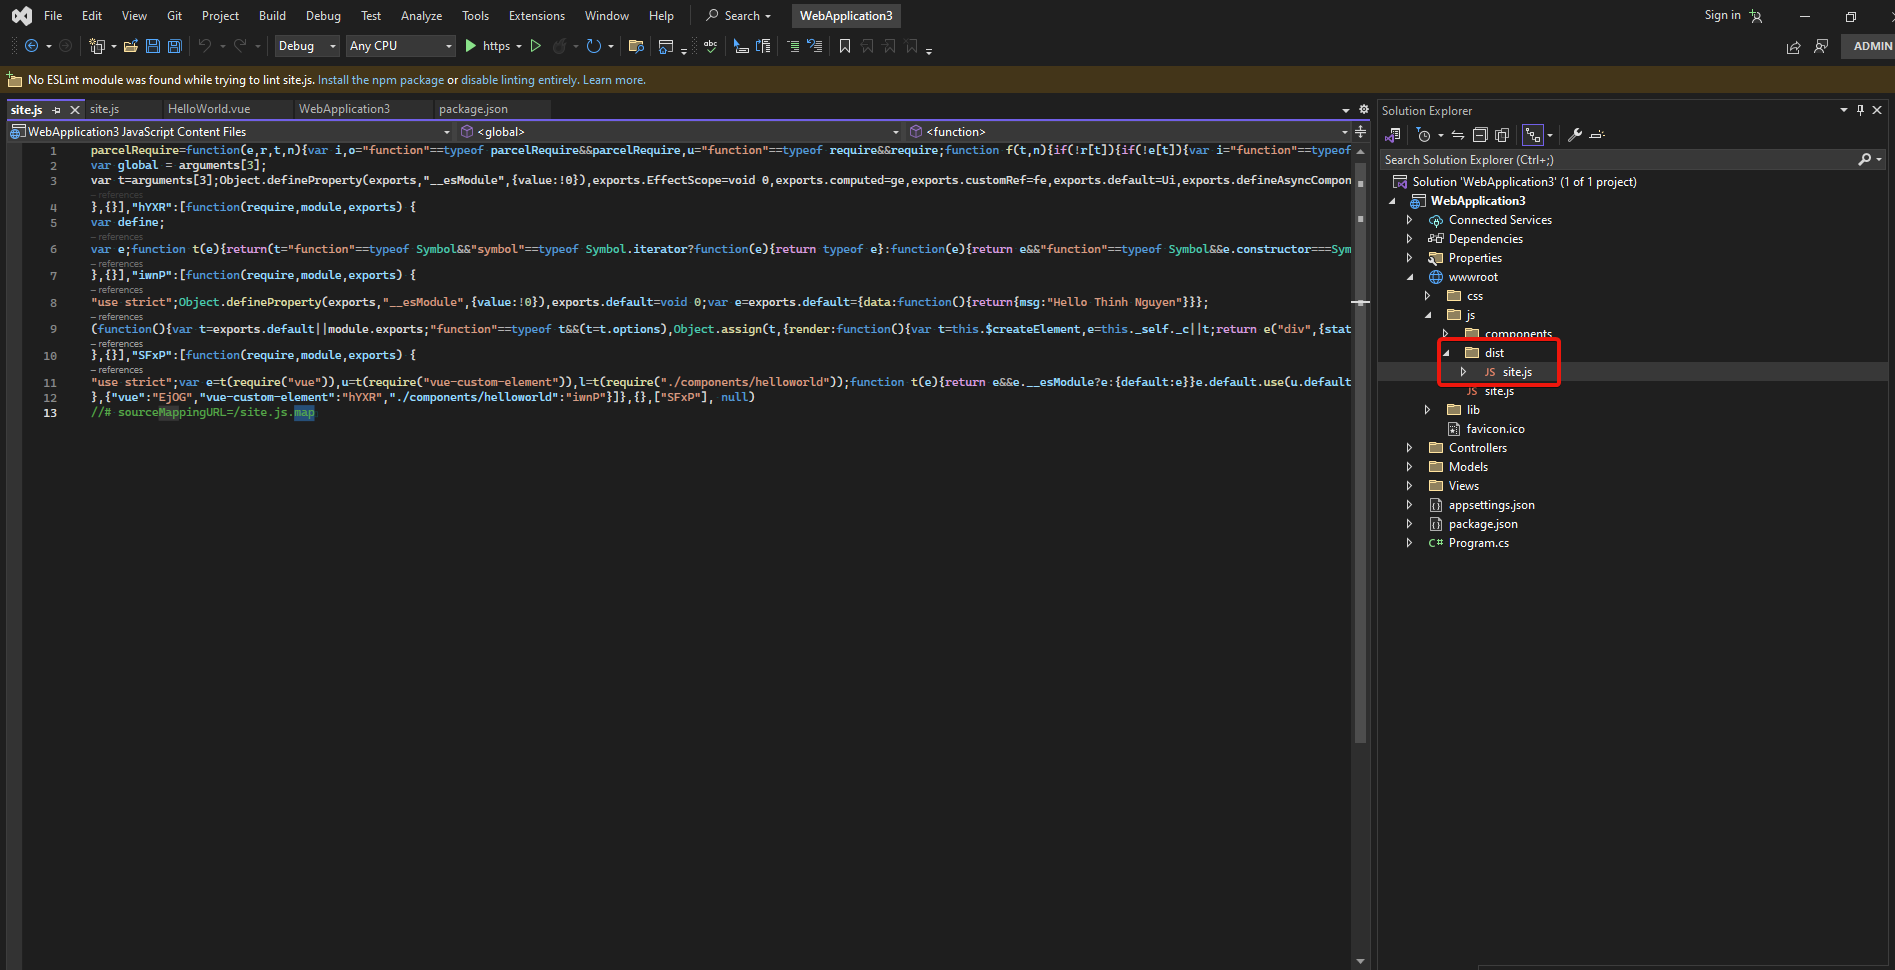 File Edit View Git Project Build Debug Test Analyze Tools Extensions Window Help Search WebApplication3 Sign in
Debug Any CPU https ADMIN
No ESLint module was found while trying to lint site.js. Install the npm package or disable linting entirely. Learn more.
site.js site.js HelloWorld.vue WebApplication3 package.json
WebApplication3 JavaScript Content Files <global> <function>
1 parcelRequire=function(e,r,t,n){var i,o="function"==typeof parcelRequire&&parcelRequire,u="function"==typeof require&&require;function f(t,n){if(!r[t]){if(!e[t]){var i="function"==typeof
2 var global = arguments[3];
3 var t=arguments[3];Object.defineProperty(exports,"__esModule",{value:!0}),exports.EffectScope=void 0,exports.computed=ge,exports.customRef=fe,exports.default=Ui,exports.defineAsyncCompon
– references
4 },{}],"hYXR":[function(require,module,exports) {
5 var define;
– references
6 var e;function t(e){return(t="function"==typeof Symbol&&"symbol"==typeof Symbol.iterator?function(e){return typeof e}:function(e){return e&&"function"==typeof Symbol&&e.constructor===Sym
– references
7 },{}],"iwnP":[function(require,module,exports) {
– references
8 "use strict";Object.defineProperty(exports,"__esModule",{value:!0}),exports.default=void 0;var e=exports.default={data:function(){return{msg:"Hello Thinh Nguyen"}}};
– references
9 (function(){var t=exports.default||module.exports;"function"==typeof t&&(t=t.options),Object.assign(t,{render:function(){var t=this.$createElement,e=this._self._c||t;return e("div",{stat
– references
10 },{}],"SFxP":[function(require,module,exports) {
– references
11 "use strict";var e=t(require("vue")),u=t(require("vue-custom-element")),l=t(require("./components/helloworld"));function t(e){return e&&e.__esModule?e:{default:e}}e.default.use(u.default
12 },{"vue":"EjOG","vue-custom-element":"hYXR","./components/helloworld":"iwnP"}]},{},["SFxP"], null)
13 //# sourceMappingURL=/site.js.map
Solution Explorer
Search Solution Explorer (Ctrl+;)
Solution 'WebApplication3' (1 of 1 project)
WebApplication3
Connected Services
Dependencies
Properties
wwwroot
css
js
components
dist
JS site.js
JS site.js
lib
favicon.ico
Controllers
Models
Views
appsettings.json
package.json
C# Program.cs